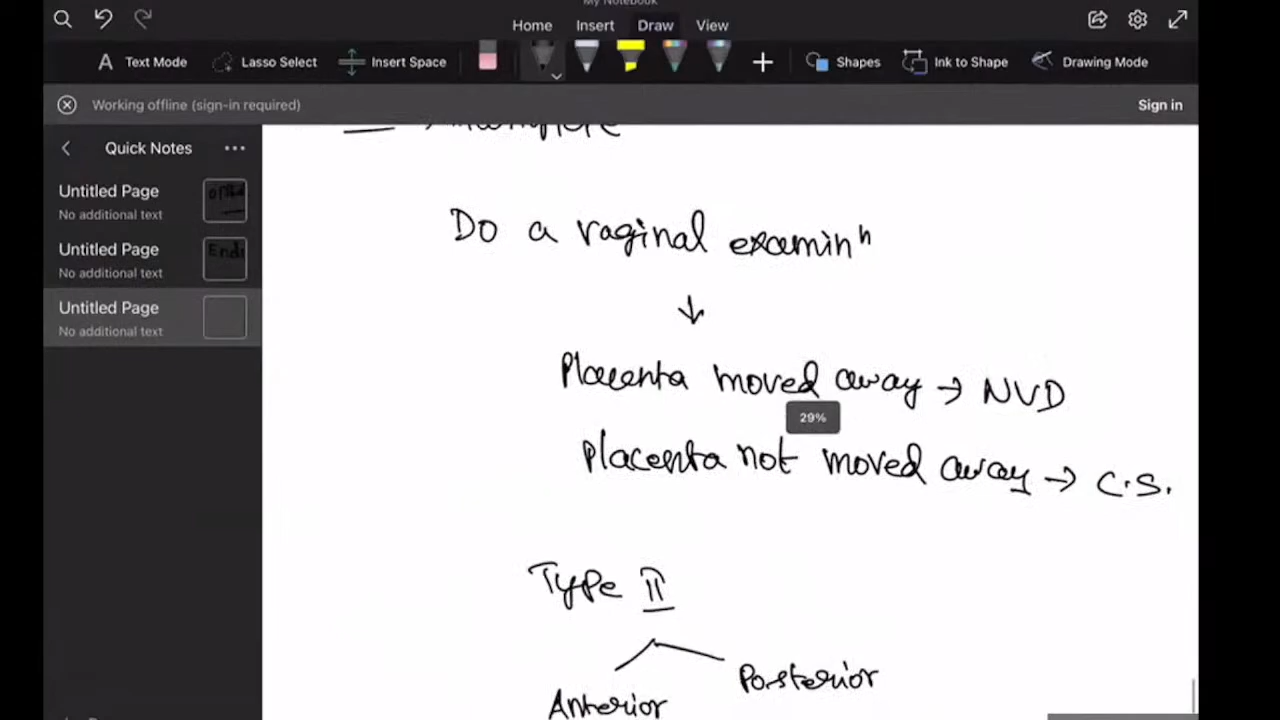 My Notebook
Home Insert Draw View
Text Mode Lasso Select Insert Space Shapes Ink to Shape Drawing Mode
Working offline (sign-in required) Sign in
Quick Notes
Untitled Page
No additional text
Untitled Page
No additional text
Untitled Page
No additional text
Do a vaginal examinⁿ
↓
Placenta moved away → NVD
29%
Placenta not moved away → C.S.
Type II
Anterior Posterior